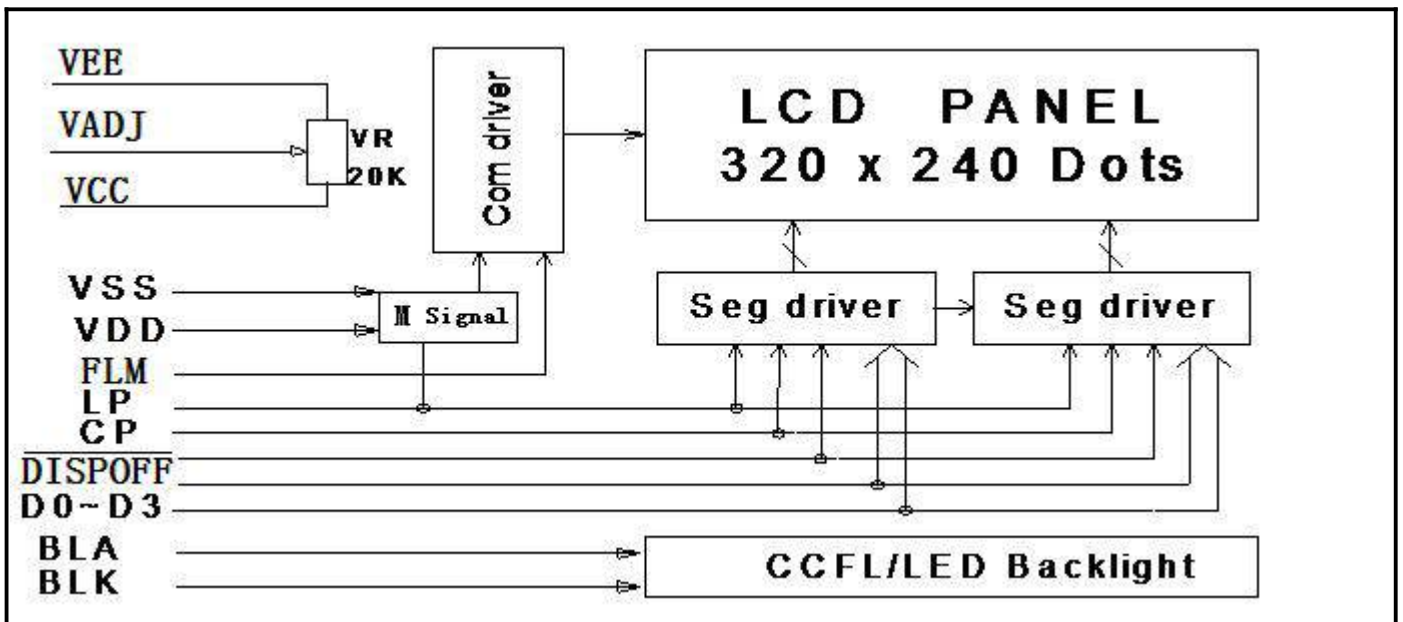 VEE
VADJ
VCC
VR
20K
Com driver
LCD PANEL
320 x 240 Dots
VSS
VDD
M Signal
Seg driver
Seg driver
FLM
LP
CP
DISPOFF
D0~D3
BLA
BLK
CCFL/LED Backlight